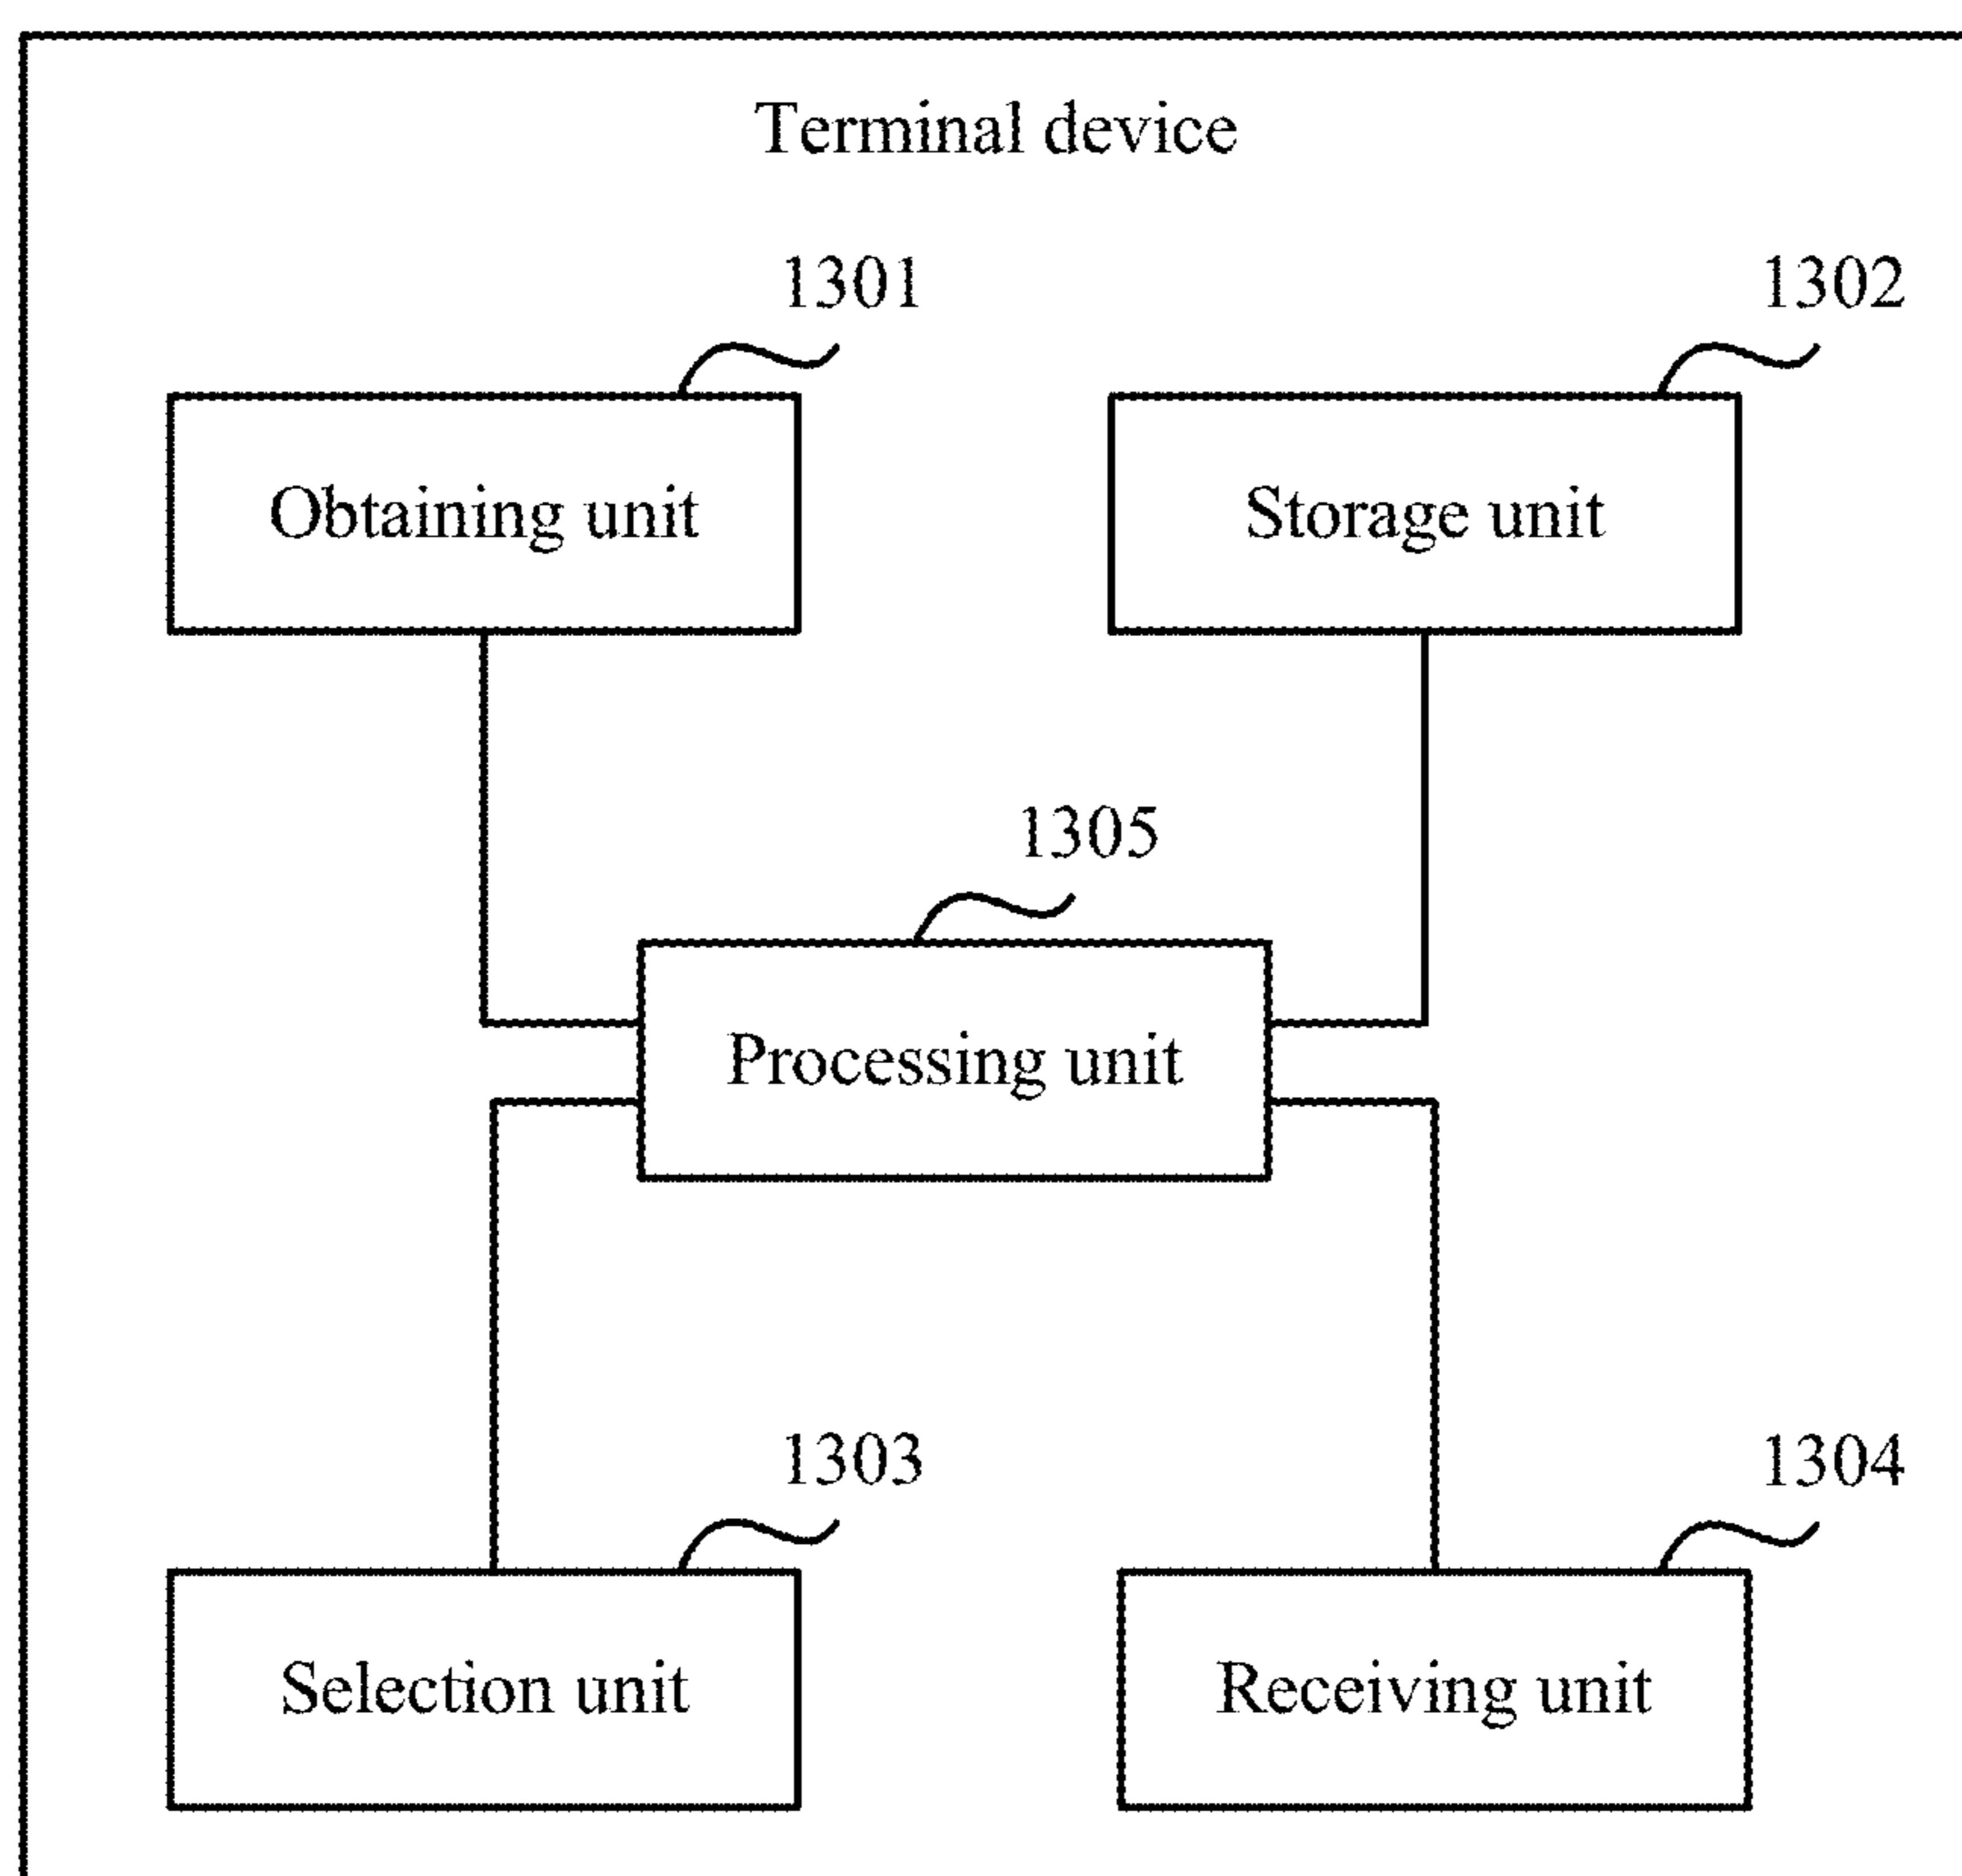 Terminal device
1301
1302
Obtaining unit
Storage unit
1305
Processing unit
1303
1304
Selection unit
Receiving unit